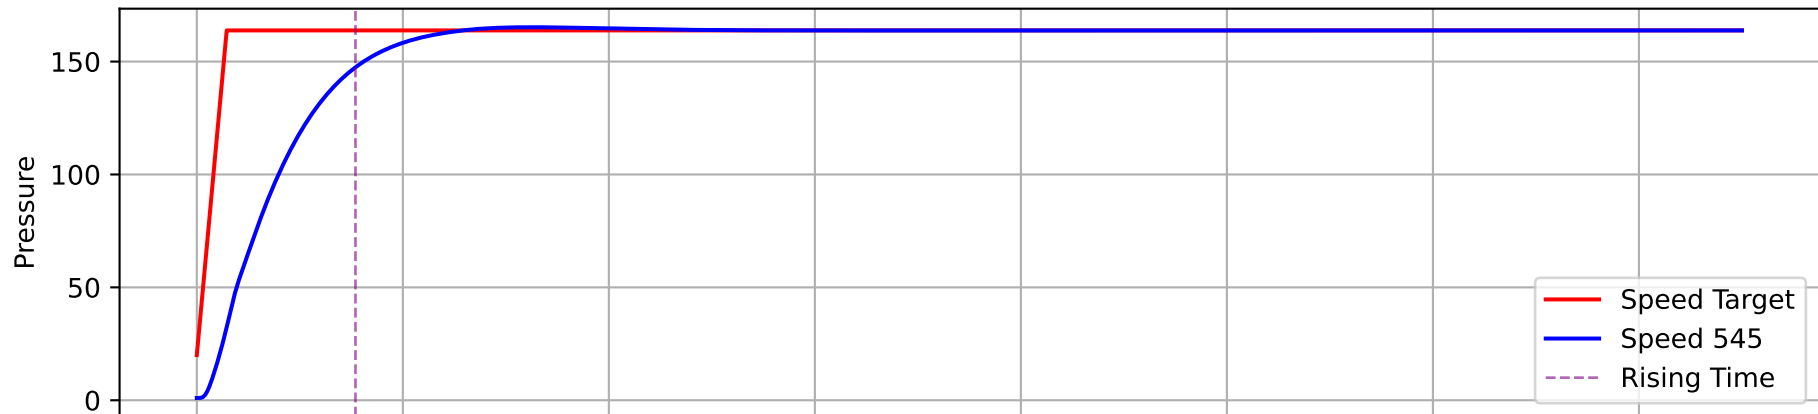 150
100
50
0
Pressure
Speed Target
Speed 545
Rising Time